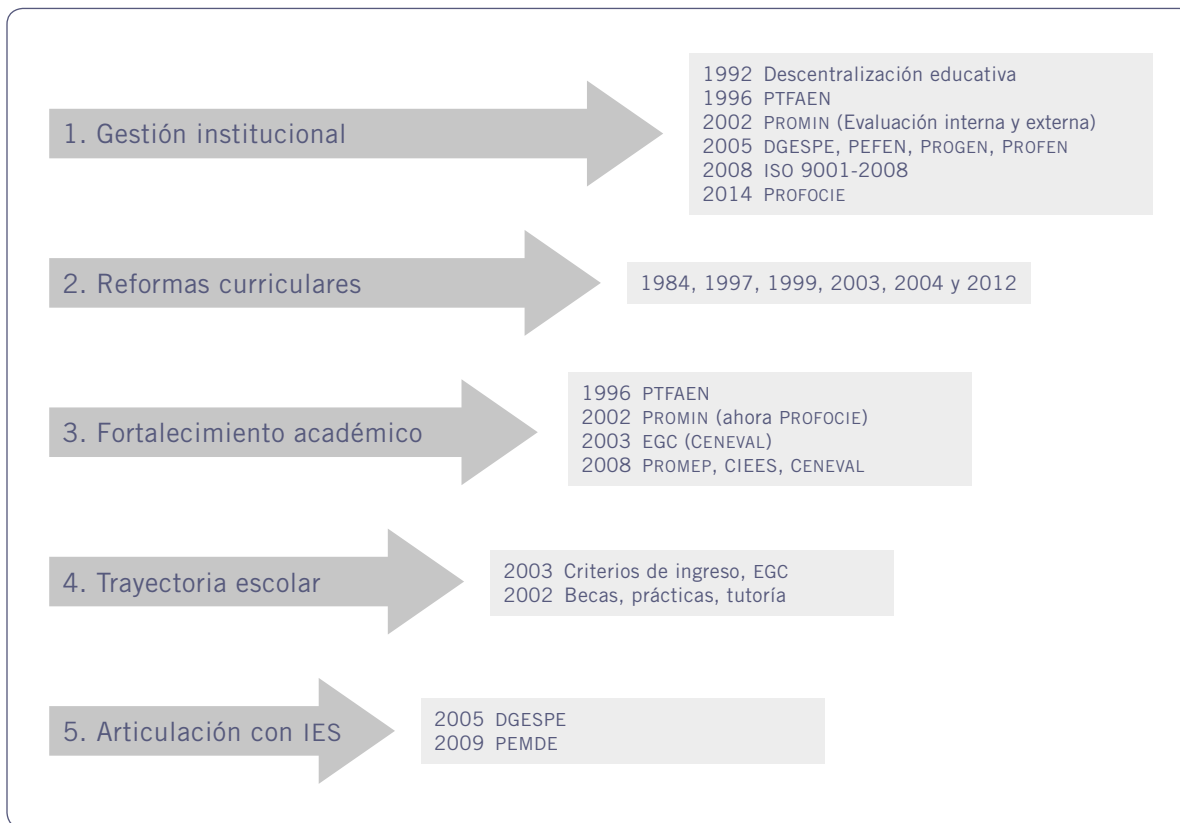 1. Gestión institucional
1992 Descentralización educativa
1996 PTFAEN
2002 PROMIN (Evaluación interna y externa)
2005 DGESPE, PEFEN, PROGEN, PROFEN
2008 ISO 9001-2008
2014 PROFOCIE
2. Reformas curriculares
1984, 1997, 1999, 2003, 2004 y 2012
3. Fortalecimiento académico
1996 PTFAEN
2002 PROMIN (ahora PROFOCIE)
2003 EGC (CENEVAL)
2008 PROMEP, CIEES, CENEVAL
4. Trayectoria escolar
2003 Criterios de ingreso, EGC
2002 Becas, prácticas, tutoría
5. Articulación con IES
2005 DGESPE
2009 PEMDE